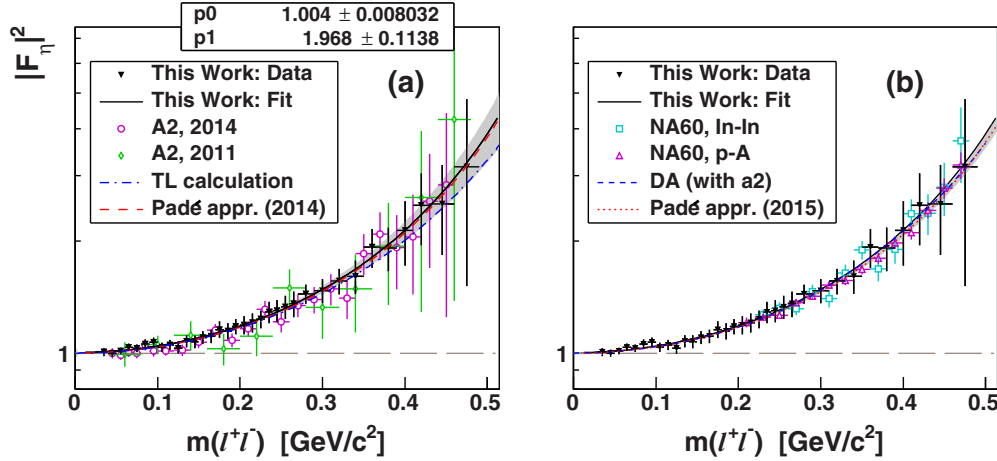 p0 1.004 ± 0.008032
p1 1.968 ± 0.1138
|Fη|²
(a)
This Work: Data
This Work: Fit
A2, 2014
A2, 2011
TL calculation
Padé appr. (2014)
1
0 0.1 0.2 0.3 0.4 0.5
m(l⁺l⁻) [GeV/c²]
(b)
This Work: Data
This Work: Fit
NA60, In-In
NA60, p-A
DA (with a2)
Padé appr. (2015)
1
0 0.1 0.2 0.3 0.4 0.5
m(l⁺l⁻) [GeV/c²]